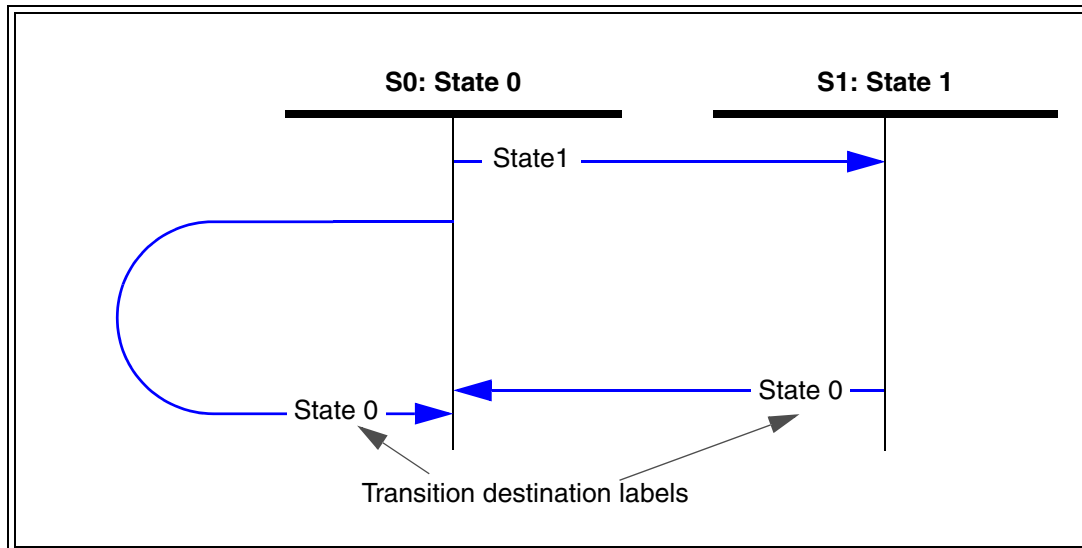 S0: State 0
S1: State 1
State1
State 0
State 0
Transition destination labels